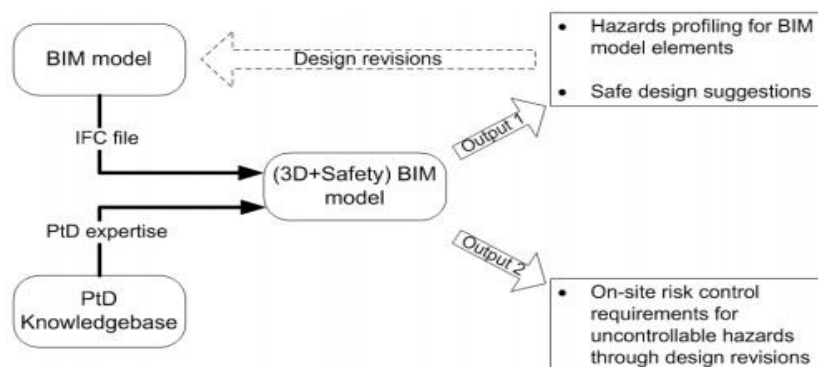 BIM model
Design revisions
• Hazards profiling for BIM
model elements
• Safe design suggestions
IFC file
Output 1
(3D+Safety) BIM
model
PtD expertise
Output 2
PtD
Knowledgebase
• On-site risk control
requirements for
uncontrollable hazards
through design revisions